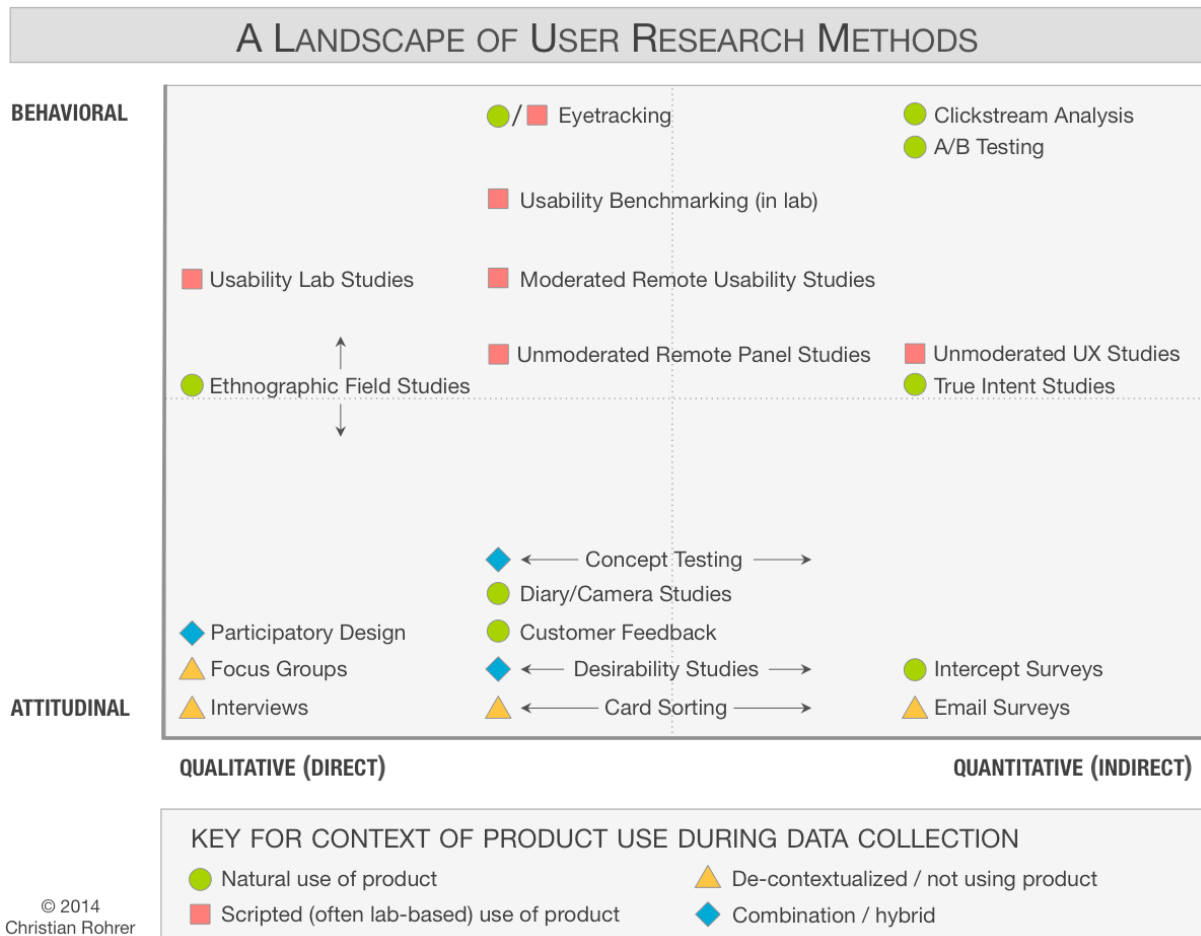 A Landscape of User Research Methods
BEHAVIORAL
/ Eyetracking
Clickstream Analysis
A/B Testing
Usability Benchmarking (in lab)
Usability Lab Studies
Moderated Remote Usability Studies
Unmoderated Remote Panel Studies
Unmoderated UX Studies
Ethnographic Field Studies
True Intent Studies
Concept Testing
Diary/Camera Studies
Participatory Design
Customer Feedback
Focus Groups
Desirability Studies
Intercept Surveys
ATTITUDINAL
Interviews
Card Sorting
Email Surveys
QUALITATIVE (DIRECT)
QUANTITATIVE (INDIRECT)
KEY FOR CONTEXT OF PRODUCT USE DURING DATA COLLECTION
Natural use of product
De-contextualized / not using product
Scripted (often lab-based) use of product
Combination / hybrid
© 2014
Christian Rohrer